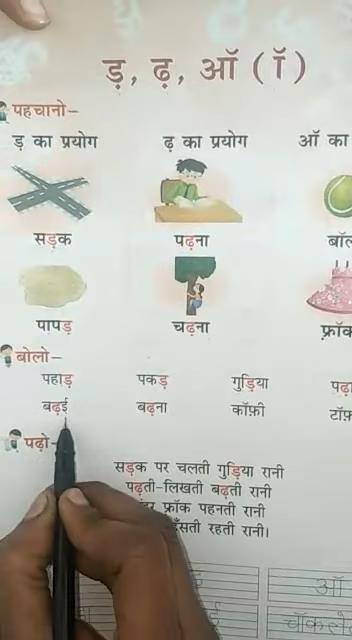 ड़, ढ़, ऑ (ॉ)
पहचानो–
ड़ का प्रयोग ढ़ का प्रयोग ऑ का
सड़क पढ़ना
पापड़ चढ़ना फ्रॉक
बोलो–
पहाड़ पकड़ गुड़िया
बढ़ई बढ़ना कॉफ़ी
पढ़ो–
सड़क पर चलती गुड़िया रानी
पढ़ती-लिखती बढ़ती रानी
फ्रॉक पहनती रानी
हँसती रहती रानी।
ऑ